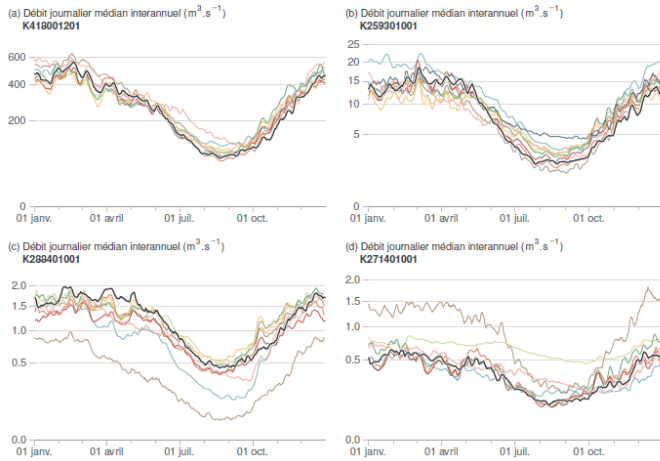 (a) Débit journalier médian interannuel (m³.s⁻¹)
K418001201
600
400
200
0
01 janv.
01 avril
01 juil.
01 oct.
(b) Débit journalier médian interannuel (m³.s⁻¹)
K259301001
25
20
15
10
5
0
01 janv.
01 avril
01 juil.
01 oct.
(c) Débit journalier médian interannuel (m³.s⁻¹)
K288401001
2.0
1.5
1.0
0.5
0.0
01 janv.
01 avril
01 juil.
01 oct.
(d) Débit journalier médian interannuel (m³.s⁻¹)
K271401001
2.0
1.5
1.0
0.5
0.0
01 janv.
01 avril
01 juil.
01 oct.